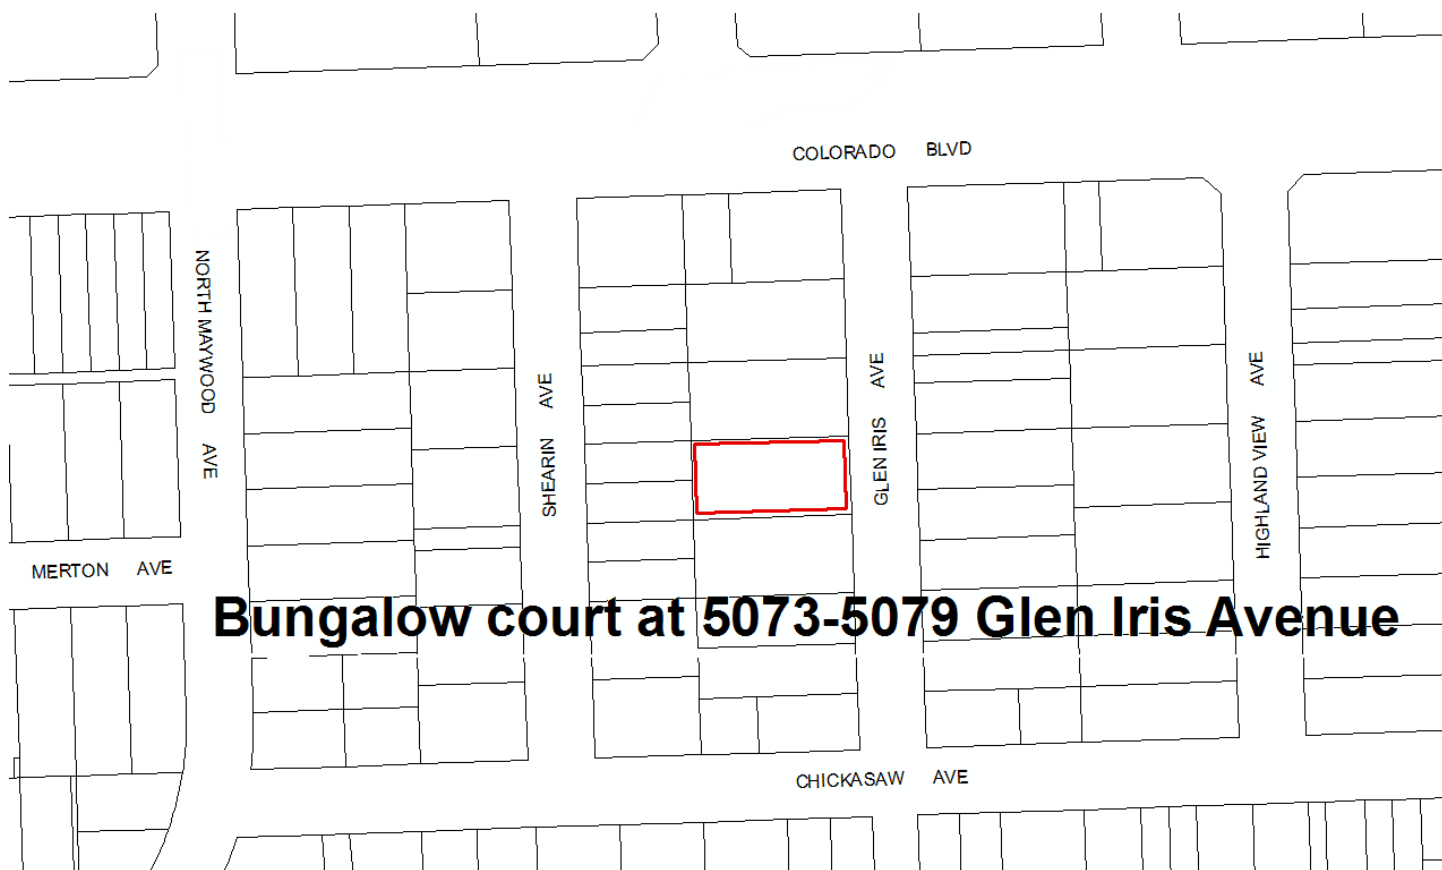 COLORADO BLVD
NORTH MAYWOOD AVE
SHEARIN AVE
GLEN IRIS AVE
HIGHLAND VIEW AVE
MERTON AVE
Bungalow court at 5073-5079 Glen Iris Avenue
CHICKASAW AVE